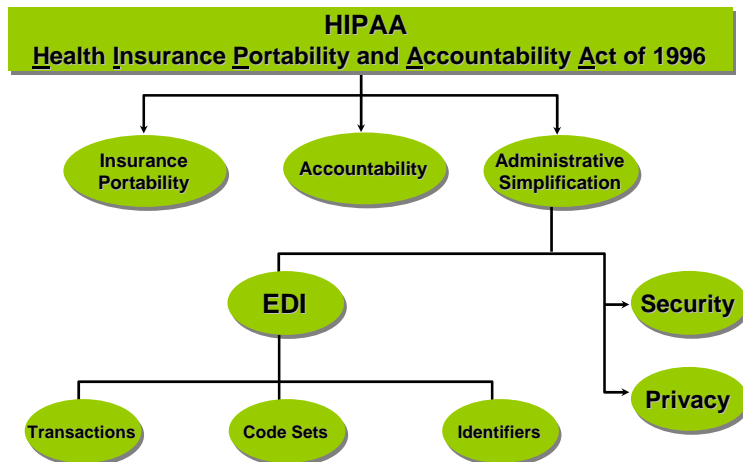 HIPAA
Health Insurance Portability and Accountability Act of 1996
Insurance
Portability
Accountability
Administrative
Simplification
EDI
Security
Privacy
Transactions
Code Sets
Identifiers